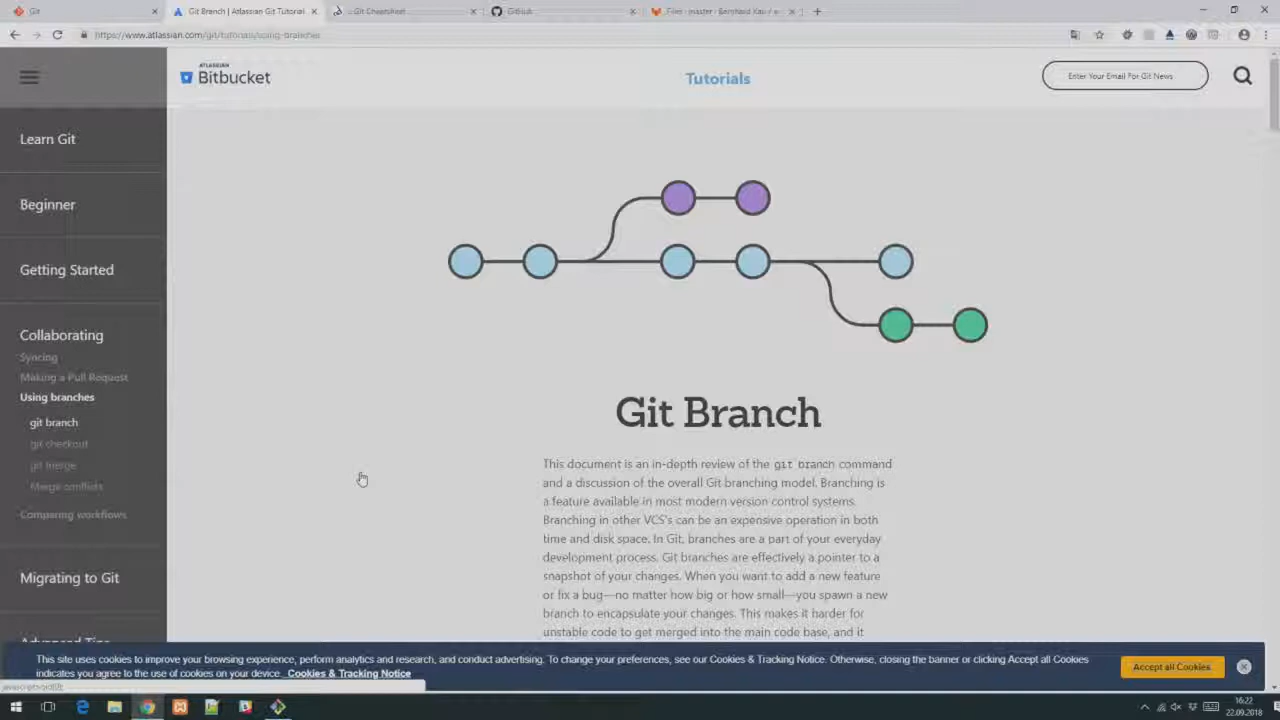 Git
Git Branch | Atlassian Git Tutorial
Git Cheatsheet
GitHub
Files · master · Bernhard
https://www.atlassian.com/git/tutorials/using-branches
ATLASSIAN
Bitbucket
Tutorials
Enter Your Email For Git News
Learn Git
Beginner
Getting Started
Collaborating
Syncing
Making a Pull Request
Using branches
git branch
git checkout
git merge
Merge conflicts
Comparing workflows
Migrating to Git
Advanced Tips
Git Branch
This document is an in-depth review of the git branch command
and a discussion of the overall Git branching model. Branching is
a feature available in most modern version control systems.
Branching in other VCS's can be an expensive operation in both
time and disk space. In Git, branches are a part of your everyday
development process. Git branches are effectively a pointer to a
snapshot of your changes. When you want to add a new feature
or fix a bug—no matter how big or how small—you spawn a new
branch to encapsulate your changes. This makes it harder for
unstable code to get merged into the main code base, and it
This site uses cookies to improve your browsing experience, perform analytics and research, and conduct advertising. To change your preferences, see our Cookies & Tracking Notice. Otherwise, closing the banner or clicking Accept all Cookies
indicates you agree to the use of cookies on your device. Cookies & Tracking Notice
Accept all Cookies
16:22
22.09.2018